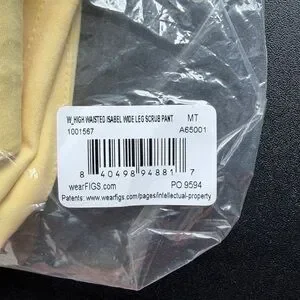 W_HIGH WAISTED ISABEL WIDE LEG SCRUB PANT MT
1001567 A65001
8 40498 94881 7
wearFIGS.com PO 9594
Patents: www.wearfigs.com/pages/intellectual-property